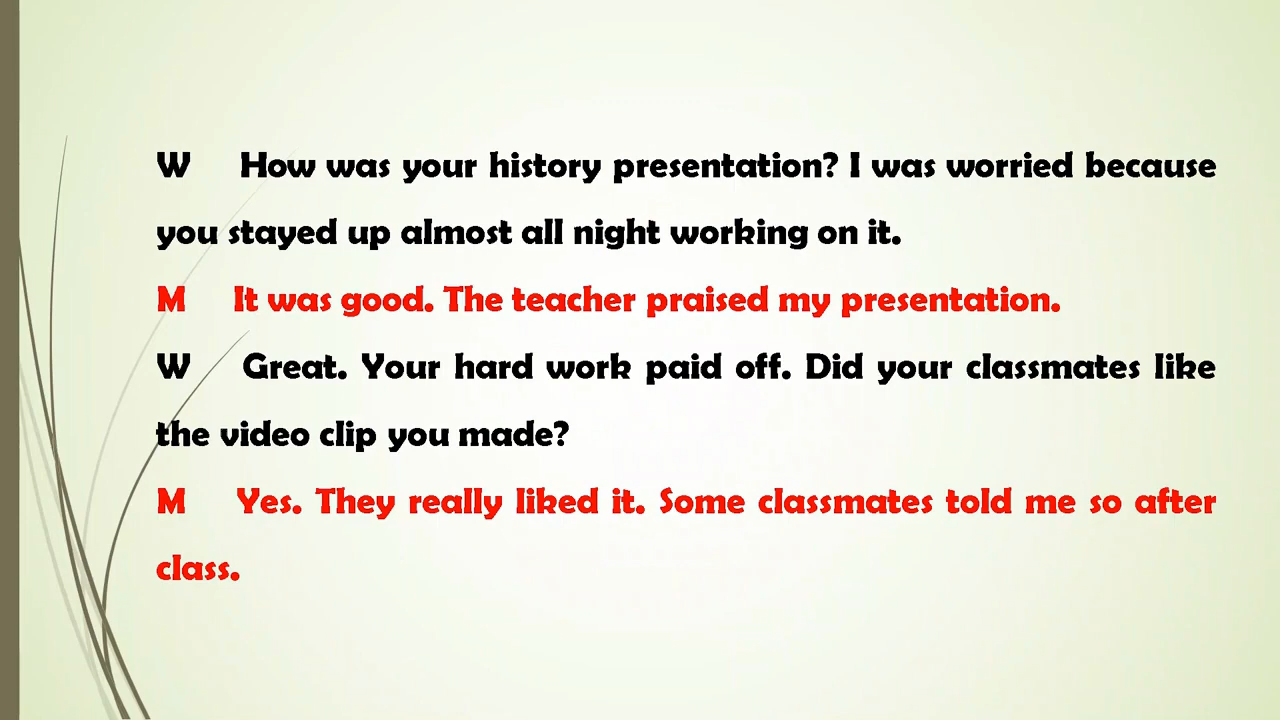 W How was your history presentation? I was worried because
you stayed up almost all night working on it.
M It was good. The teacher praised my presentation.
W Great. Your hard work paid off. Did your classmates like
the video clip you made?
M Yes. They really liked it. Some classmates told me so after
class.